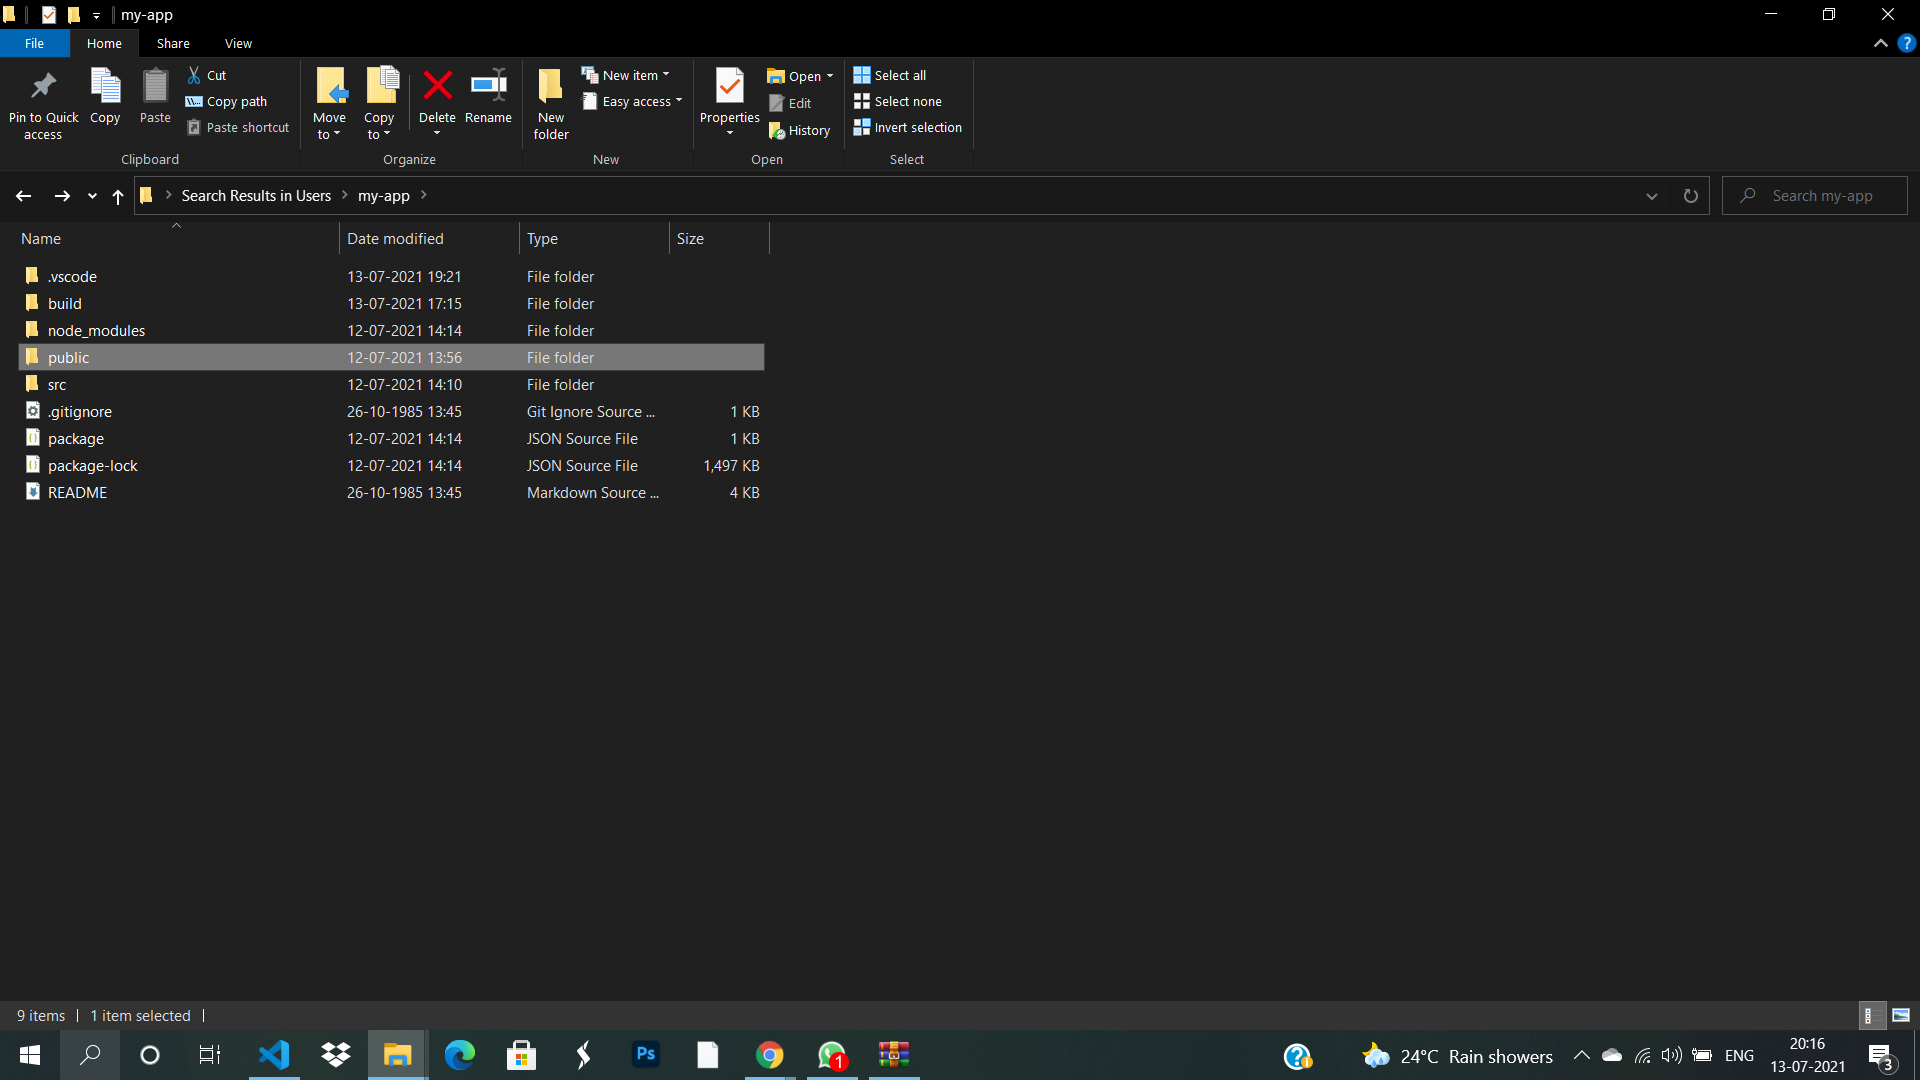 my-app
File Home Share View
Pin to Quick access
Copy
Paste
Cut
Copy path
Paste shortcut
Clipboard
Move to
Copy to
Delete
Rename
Organize
New folder
New item
Easy access
New
Properties
Open
Edit
History
Open
Select all
Select none
Invert selection
Select
Search Results in Users my-app
Search my-app
Name Date modified Type Size
.vscode 13-07-2021 19:21 File folder
build 13-07-2021 17:15 File folder
node_modules 12-07-2021 14:14 File folder
public 12-07-2021 13:56 File folder
src 12-07-2021 14:10 File folder
.gitignore 26-10-1985 13:45 Git Ignore Source ... 1 KB
package 12-07-2021 14:14 JSON Source File 1 KB
package-lock 12-07-2021 14:14 JSON Source File 1,497 KB
README 26-10-1985 13:45 Markdown Source ... 4 KB
9 items 1 item selected
Ps
1
24°C Rain showers
ENG
20:16
13-07-2021
3